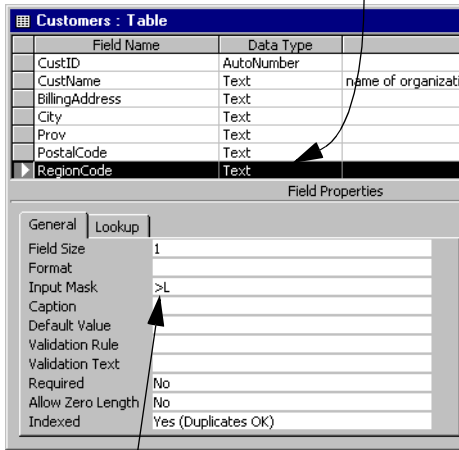 Customers : Table
Field Name Data Type
CustID AutoNumber
CustName Text name of organizati
BillingAddress Text
City Text
Prov Text
PostalCode Text
RegionCode Text
Field Properties
General Lookup
Field Size 1
Format
Input Mask >L
Caption
Default Value
Validation Rule
Validation Text
Required No
Allow Zero Length No
Indexed Yes (Duplicates OK)